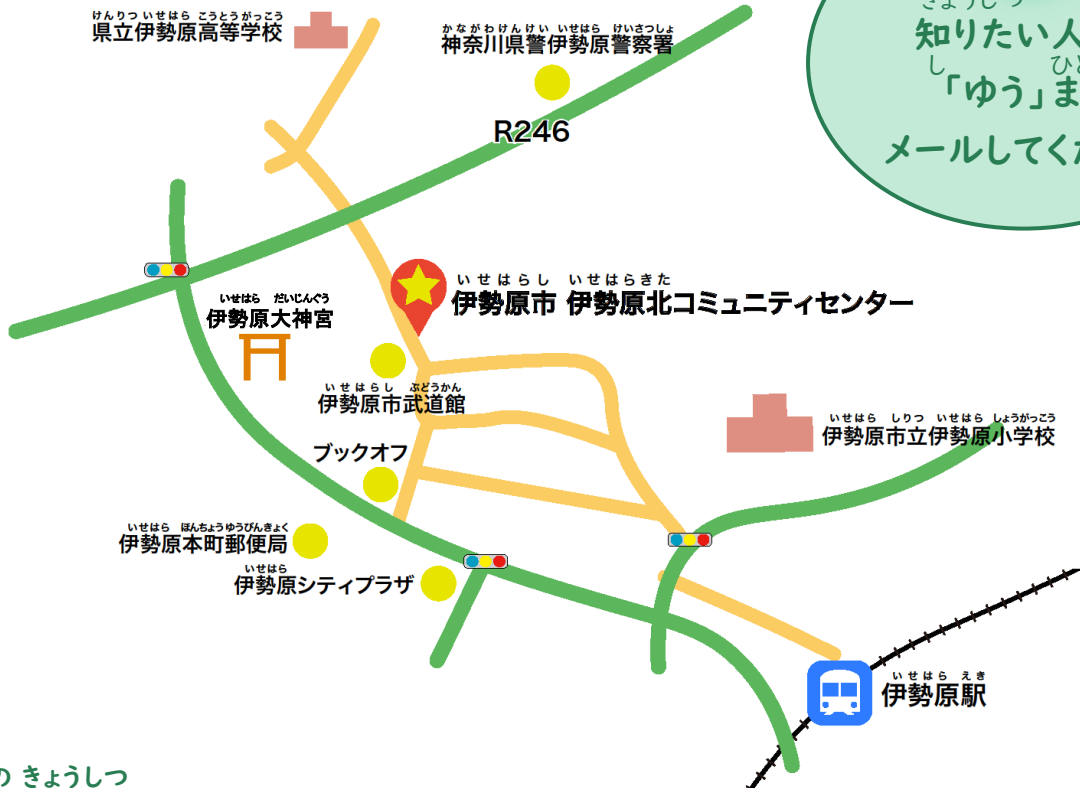 けんりつ いせはら こうとうがっこう
県立伊勢原高等学校
かながわけんけい いせはら けいさつしょ
神奈川県警伊勢原警察署
R246
きょうしつ
知りたい人
し ひと
「ゆう」ま
メールしてくだ
いせはらし いせはらきた
伊勢原市 伊勢原北コミュニティセンター
いせはら だいじんぐう
伊勢原大神宮
いせはらし ぶどうかん
伊勢原市武道館
ブックオフ
いせはら しりつ いせはら しょうがっこう
伊勢原市立伊勢原小学校
いせはら ほんちょうゆうびんきょく
伊勢原本町郵便局
いせはら
伊勢原シティプラザ
いせはら えき
伊勢原駅
の きょうしつ